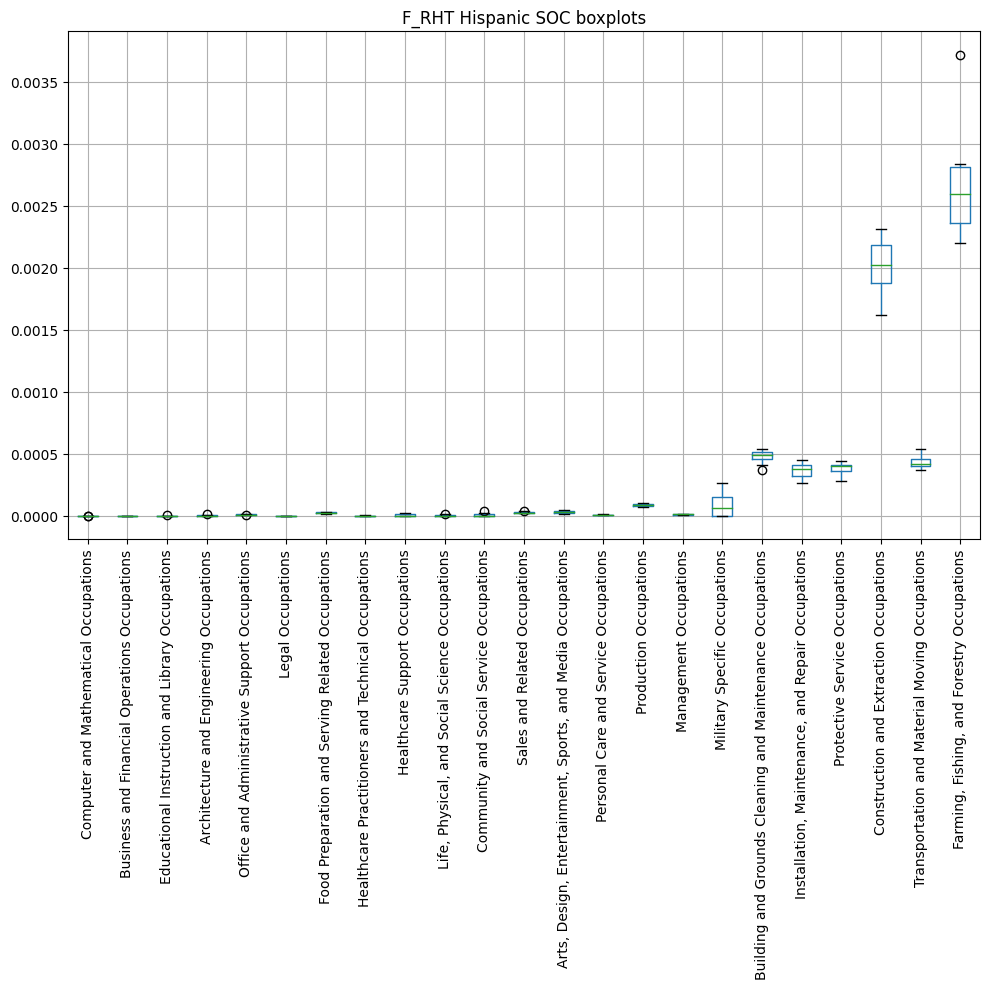 F_RHT Hispanic SOC boxplots
0.0035
0.0030
0.0025
0.0020
0.0015
0.0010
0.0005
0.0000
Computer and Mathematical Occupations
Business and Financial Operations Occupations
Educational Instruction and Library Occupations
Architecture and Engineering Occupations
Office and Administrative Support Occupations
Legal Occupations
Food Preparation and Serving Related Occupations
Healthcare Practitioners and Technical Occupations
Healthcare Support Occupations
Life, Physical, and Social Science Occupations
Community and Social Service Occupations
Sales and Related Occupations
Arts, Design, Entertainment, Sports, and Media Occupations
Personal Care and Service Occupations
Production Occupations
Management Occupations
Military Specific Occupations
Building and Grounds Cleaning and Maintenance Occupations
Installation, Maintenance, and Repair Occupations
Protective Service Occupations
Construction and Extraction Occupations
Transportation and Material Moving Occupations
Farming, Fishing, and Forestry Occupations